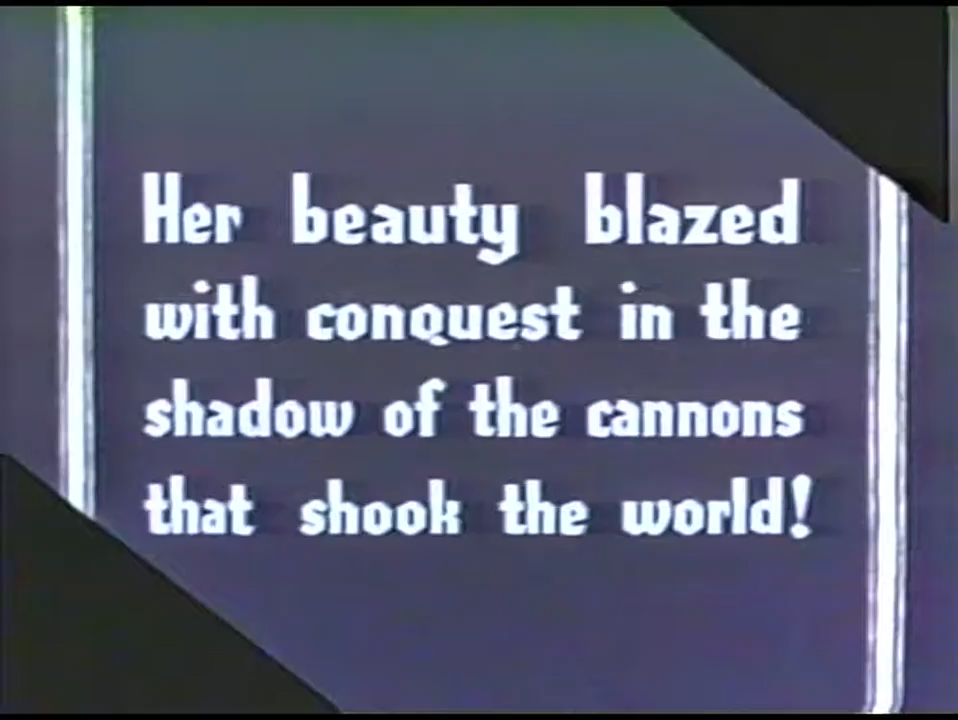 Her beauty blazed
with conquest in the
shadow of the cannons
that shook the world!